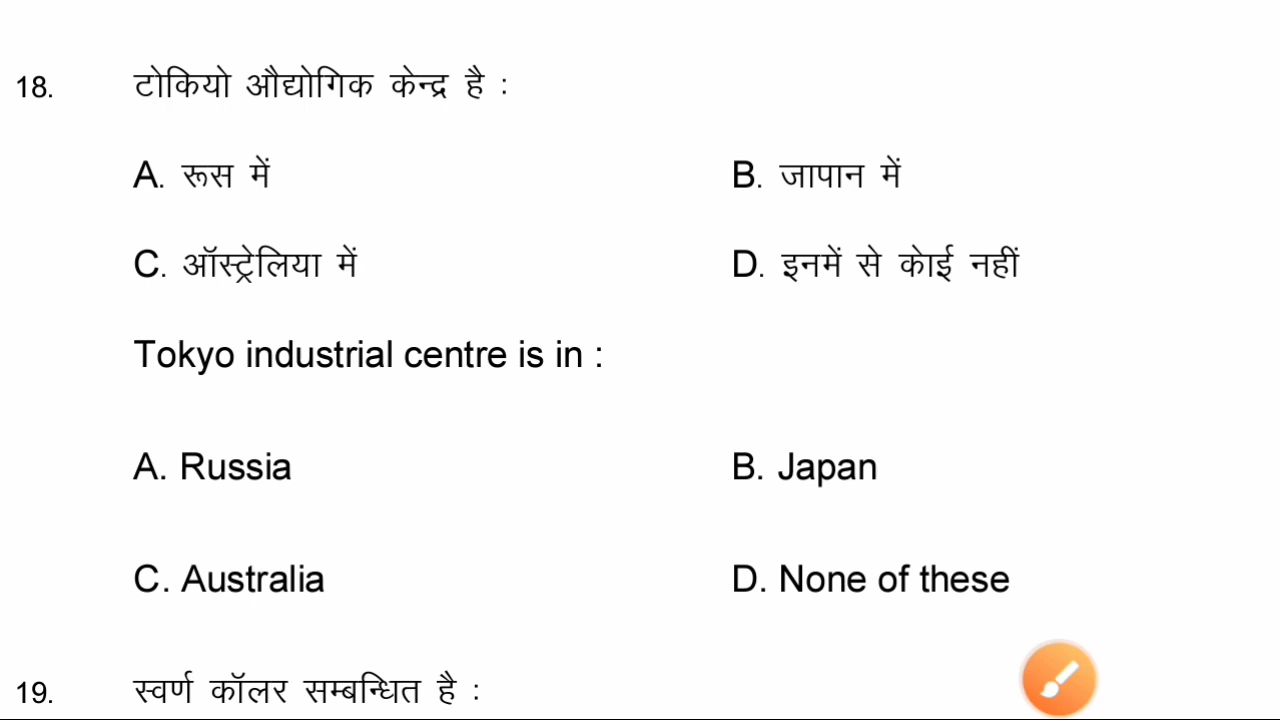 18. टोकियो औद्योगिक केन्द्र है :
A. रूस में B. जापान में
C. ऑस्ट्रेलिया में D. इनमें से केाई नहीं
Tokyo industrial centre is in :
A. Russia B. Japan
C. Australia D. None of these
19. स्वर्ण कॉलर सम्बन्धित है :